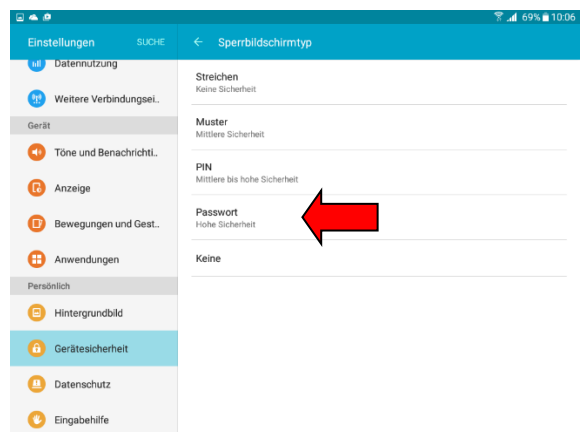 69% 10:06
Einstellungen SUCHE
Sperrbildschirmtyp
Datennutzung
Weitere Verbindungsei..
Gerät
Töne und Benachrichti..
Anzeige
Bewegungen und Gest..
Anwendungen
Persönlich
Hintergrundbild
Gerätesicherheit
Datenschutz
Eingabehilfe
Streichen
Keine Sicherheit
Muster
Mittlere Sicherheit
PIN
Mittlere bis hohe Sicherheit
Passwort
Hohe Sicherheit
Keine